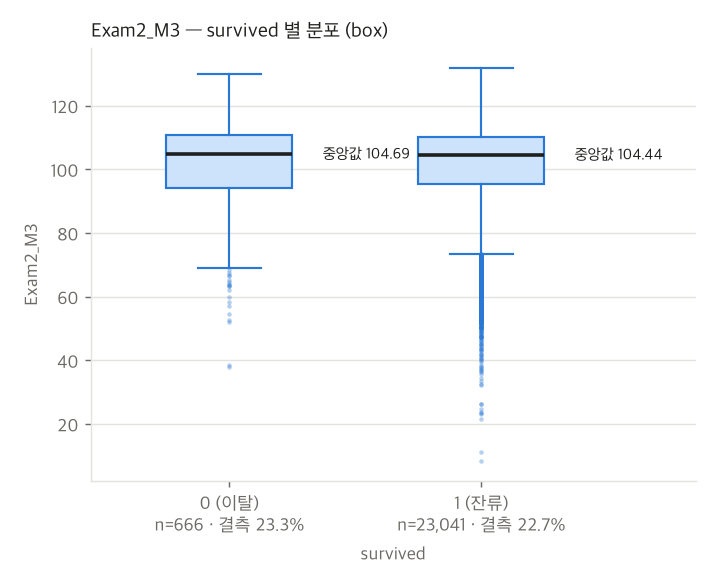 Exam2_M3 — survived 별 분포 (box)
120
100
80
60
40
20
Exam2_M3
중앙값 104.69
중앙값 104.44
0 (이탈)
n=666 · 결측 23.3%
1 (잔류)
n=23,041 · 결측 22.7%
survived